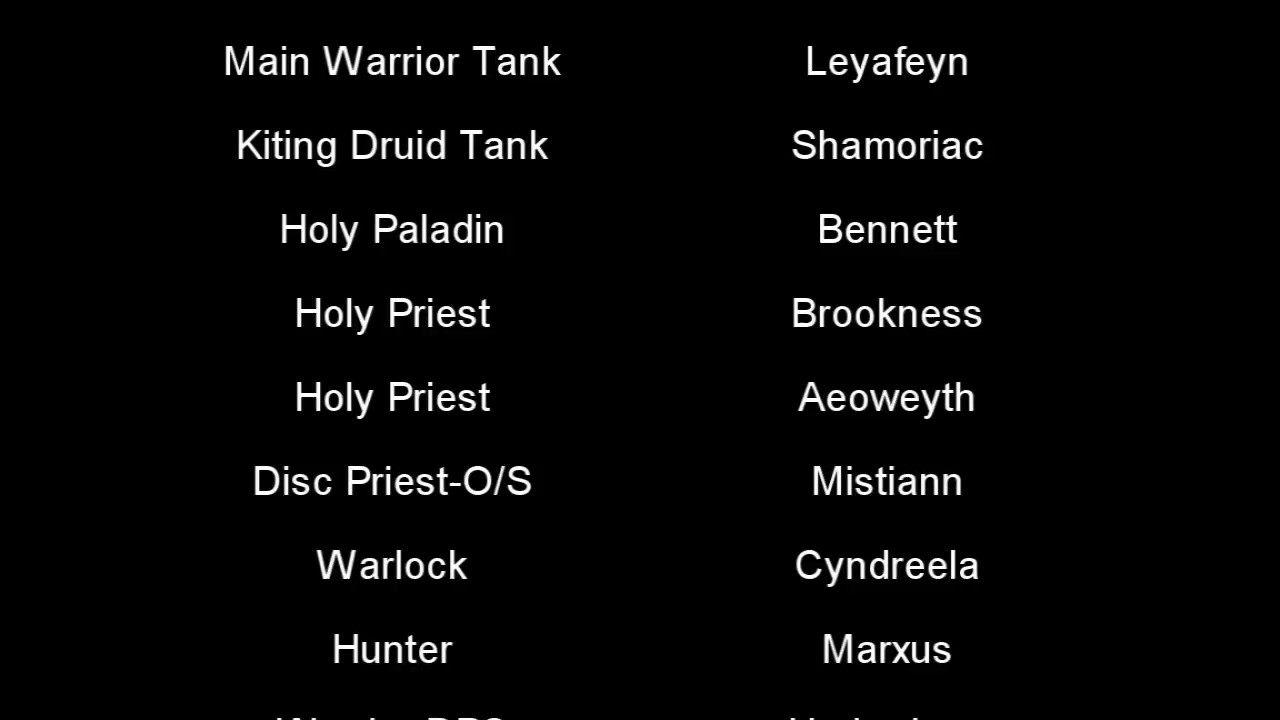 Main Warrior Tank Leyafeyn
Kiting Druid Tank Shamoriac
Holy Paladin Bennett
Holy Priest Brookness
Holy Priest Aeoweyth
Disc Priest-O/S Mistiann
Warlock Cyndreela
Hunter Marxus